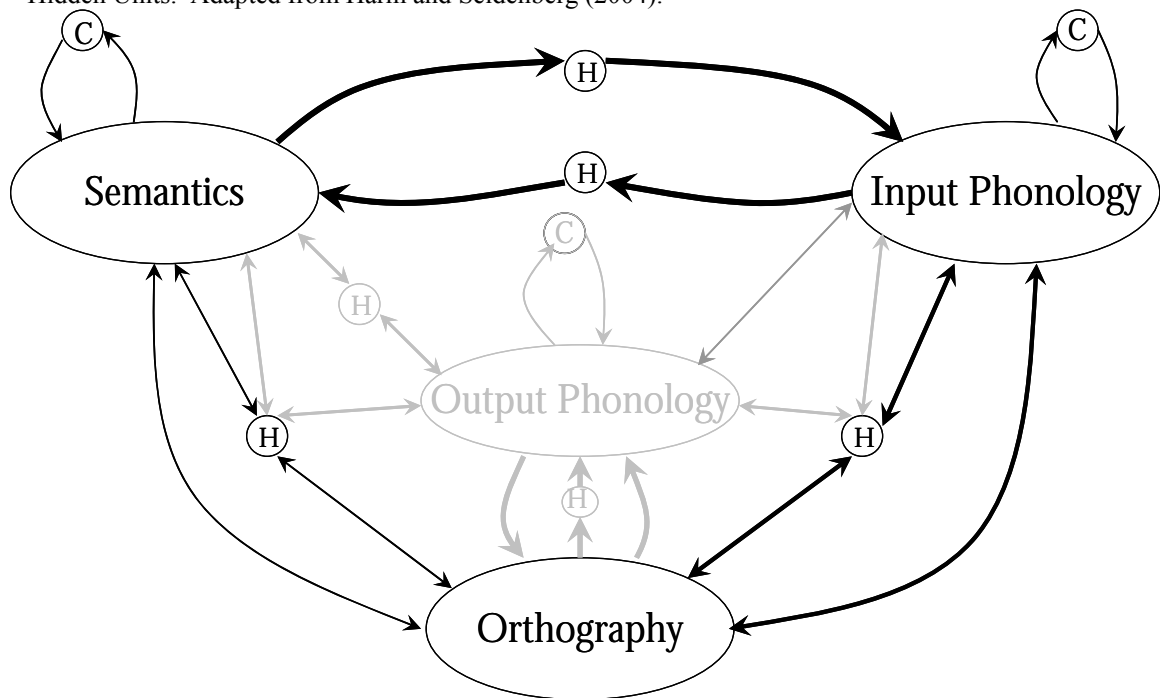 Hidden Units. Adapted from Harm and Seidenberg (2004).
C
C
H
H
Semantics
Input Phonology
C
H
Output Phonology
H
H
H
Orthography